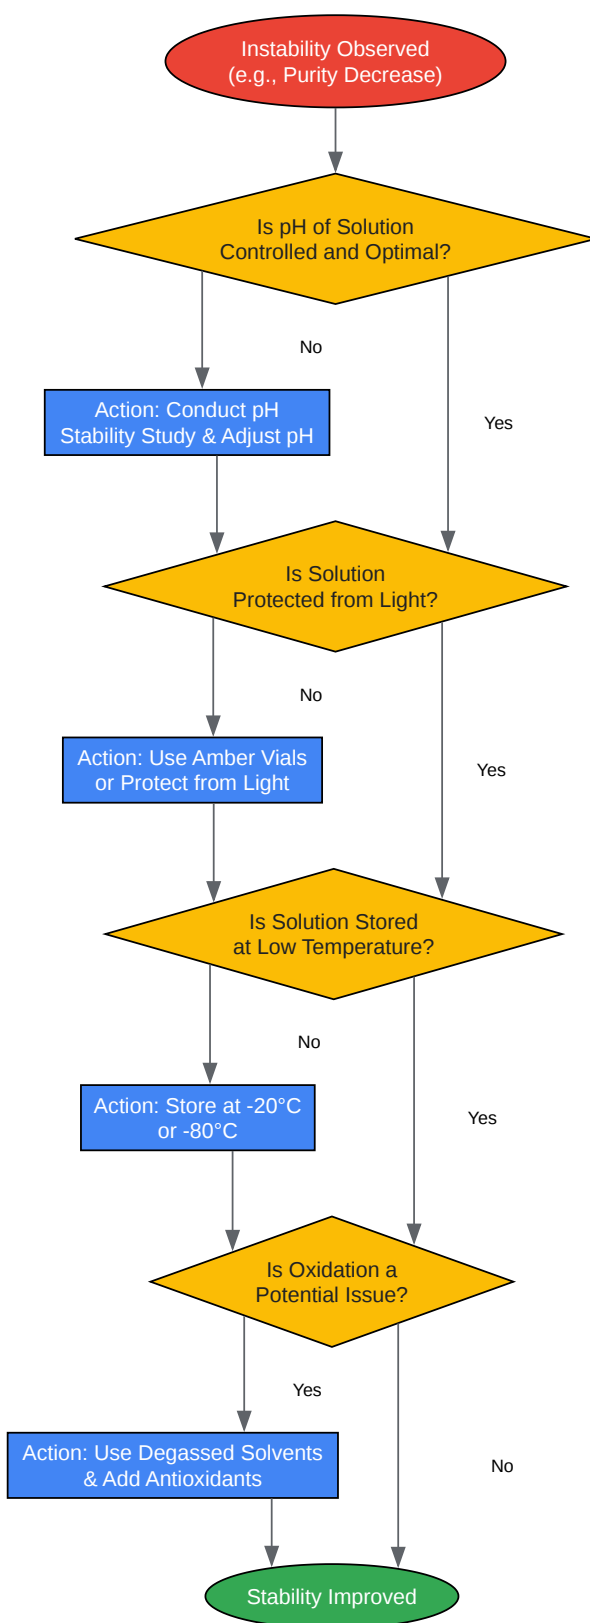 Instability Observed
(e.g., Purity Decrease)
Is pH of Solution
Controlled and Optimal?
No
Action: Conduct pH
Stability Study & Adjust pH
Yes
Is Solution
Protected from Light?
No
Action: Use Amber Vials
or Protect from Light
Yes
Is Solution Stored
at Low Temperature?
No
Action: Store at -20°C
or -80°C
Yes
Is Oxidation a
Potential Issue?
Yes
Action: Use Degassed Solvents
& Add Antioxidants
No
Stability Improved